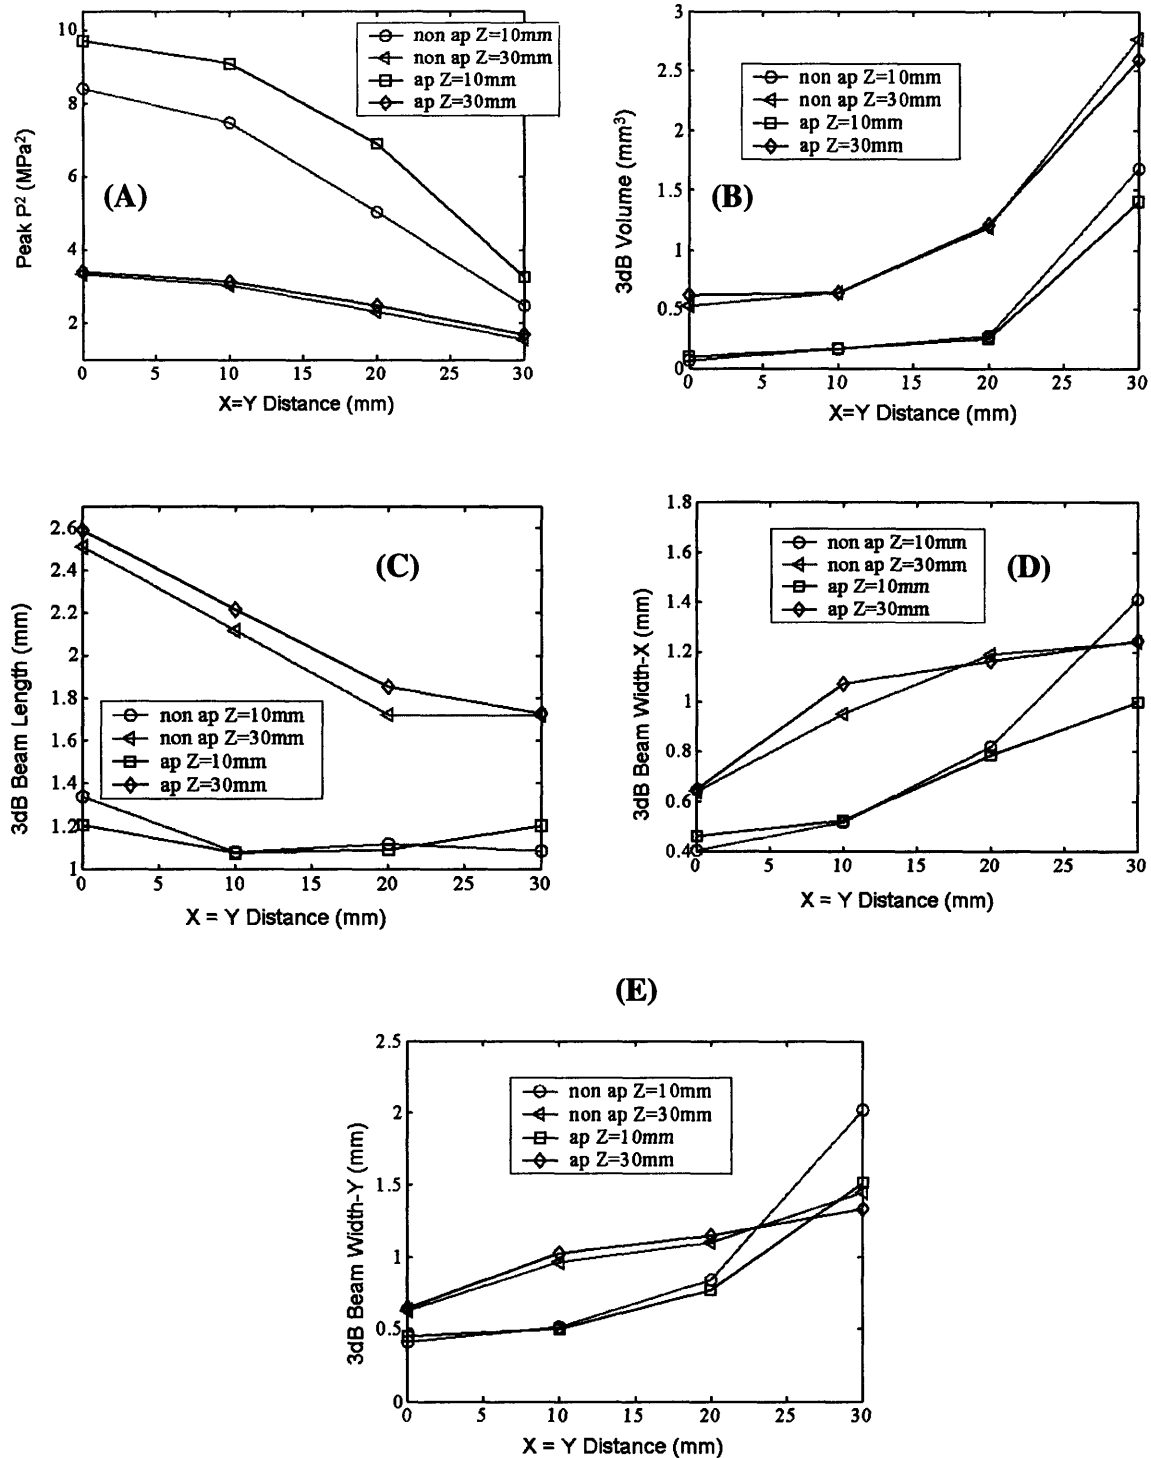 10
8
6
4
2
0
5
10
15
20
25
30
Peak P² (MPa²)
X=Y Distance (mm)
(A)
non ap Z=10mm
non ap Z=30mm
ap Z=10mm
ap Z=30mm
3
2.5
2
1.5
1
0.5
0
0
5
10
15
20
25
30
3dB Volume (mm³)
X=Y Distance (mm)
(B)
non ap Z=10mm
non ap Z=30mm
ap Z=10mm
ap Z=30mm
2.6
2.4
2.2
2
1.8
1.6
1.4
1.2
1
0
5
10
15
20
25
30
3dB Beam Length (mm)
X = Y Distance (mm)
(C)
non ap Z=10mm
non ap Z=30mm
ap Z=10mm
ap Z=30mm
1.8
1.6
1.4
1.2
1
0.8
0.6
0.4
0
5
10
15
20
25
30
3dB Beam Width-X (mm)
X = Y Distance (mm)
(D)
non ap Z=10mm
non ap Z=30mm
ap Z=10mm
ap Z=30mm
(E)
2.5
2
1.5
1
0.5
0
0
5
10
15
20
25
30
3dB Beam Width-Y (mm)
X = Y Distance (mm)
non ap Z=10mm
non ap Z=30mm
ap Z=10mm
ap Z=30mm